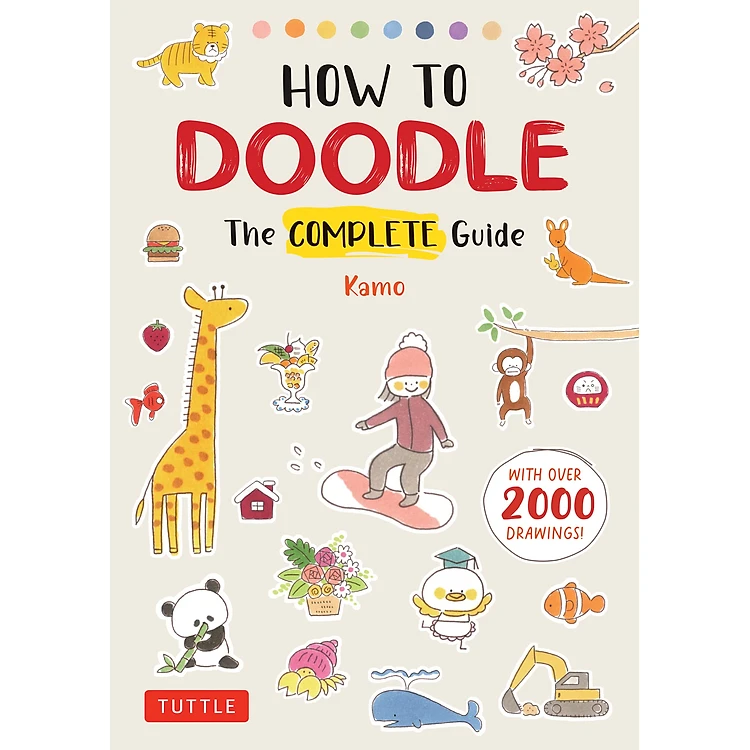 HOW TO
DOODLE
The COMPLETE Guide
Kamo
WITH OVER
2000
DRAWINGS!
TUTTLE